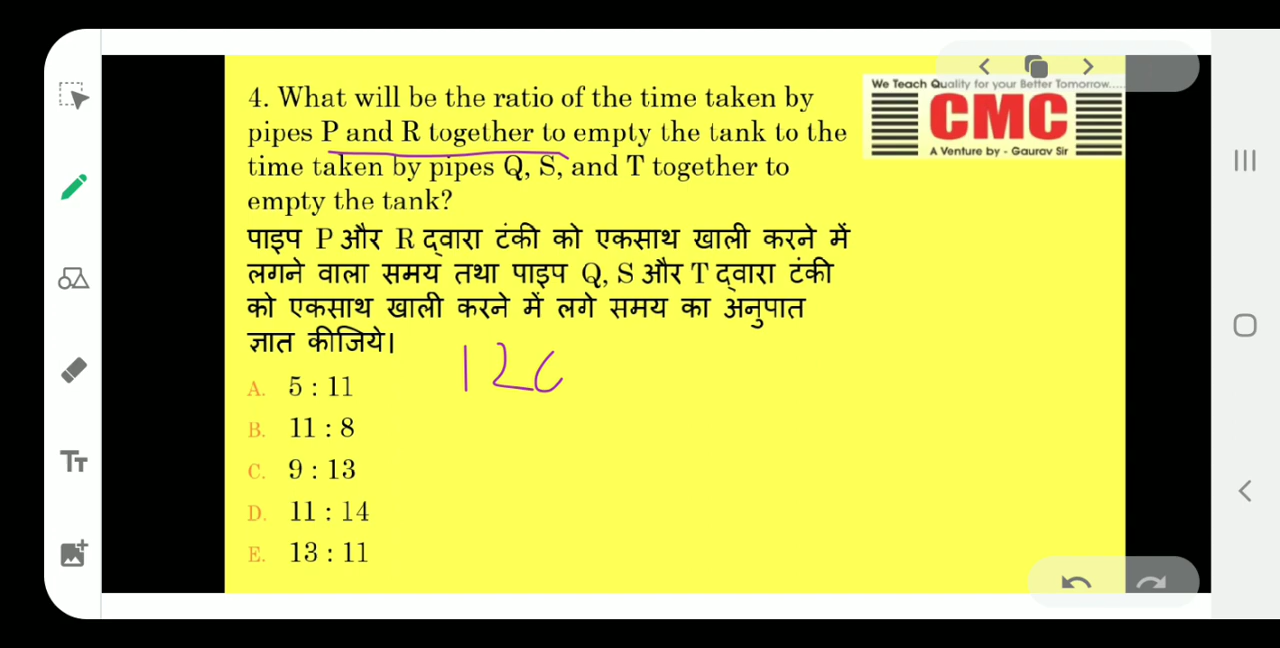 4. What will be the ratio of the time taken by
pipes P and R together to empty the tank to the
time taken by pipes Q, S, and T together to
empty the tank?
पाइप P और R द्वारा टंकी को एकसाथ खाली करने में
लगने वाला समय तथा पाइप Q, S और T द्वारा टंकी
को एकसाथ खाली करने में लगे समय का अनुपात
ज्ञात कीजिये।
A. 5 : 11
B. 11 : 8
C. 9 : 13
D. 11 : 14
E. 13 : 11
We Teach Quality for your Better Tomorrow.....
CMC
A Venture by - Gaurav Sir
TT